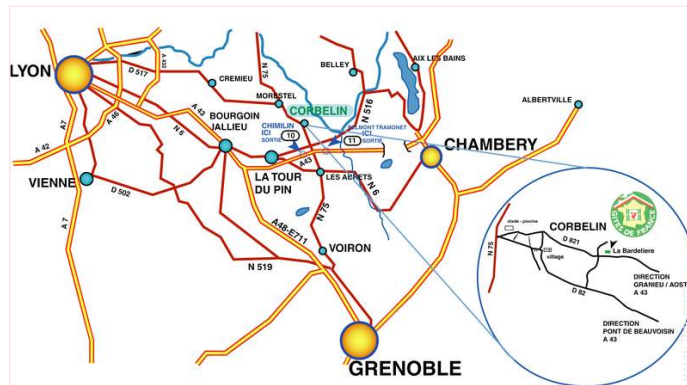 LYON
A 432
D 517
CREMIEU
N 75
BELLEY
AIX LES BAINS
MORESTEL
N 516
ALBERTVILLE
A7
A 46
A 43
CORBELIN
BOURGOIN
JALLIEU
CHIMILIN
ICI
SORTIE
10
BELMONT TRAMONET
ICI
SORTIE
11
N 6
A 42
CHAMBERY
LA TOUR
DU PIN
A43
LES ABRETS
N 6
VIENNE
D 502
N 75
A 7
A48-E711
VOIRON
N 519
GRENOBLE
GITES DE FRANCE
stade - piscine
CORBELIN
N 75
D 821
La Bardeliere
village
D 82
DIRECTION
GRANIEU / AOST
A 43
DIRECTION
PONT DE BEAUVOISIN
A 43